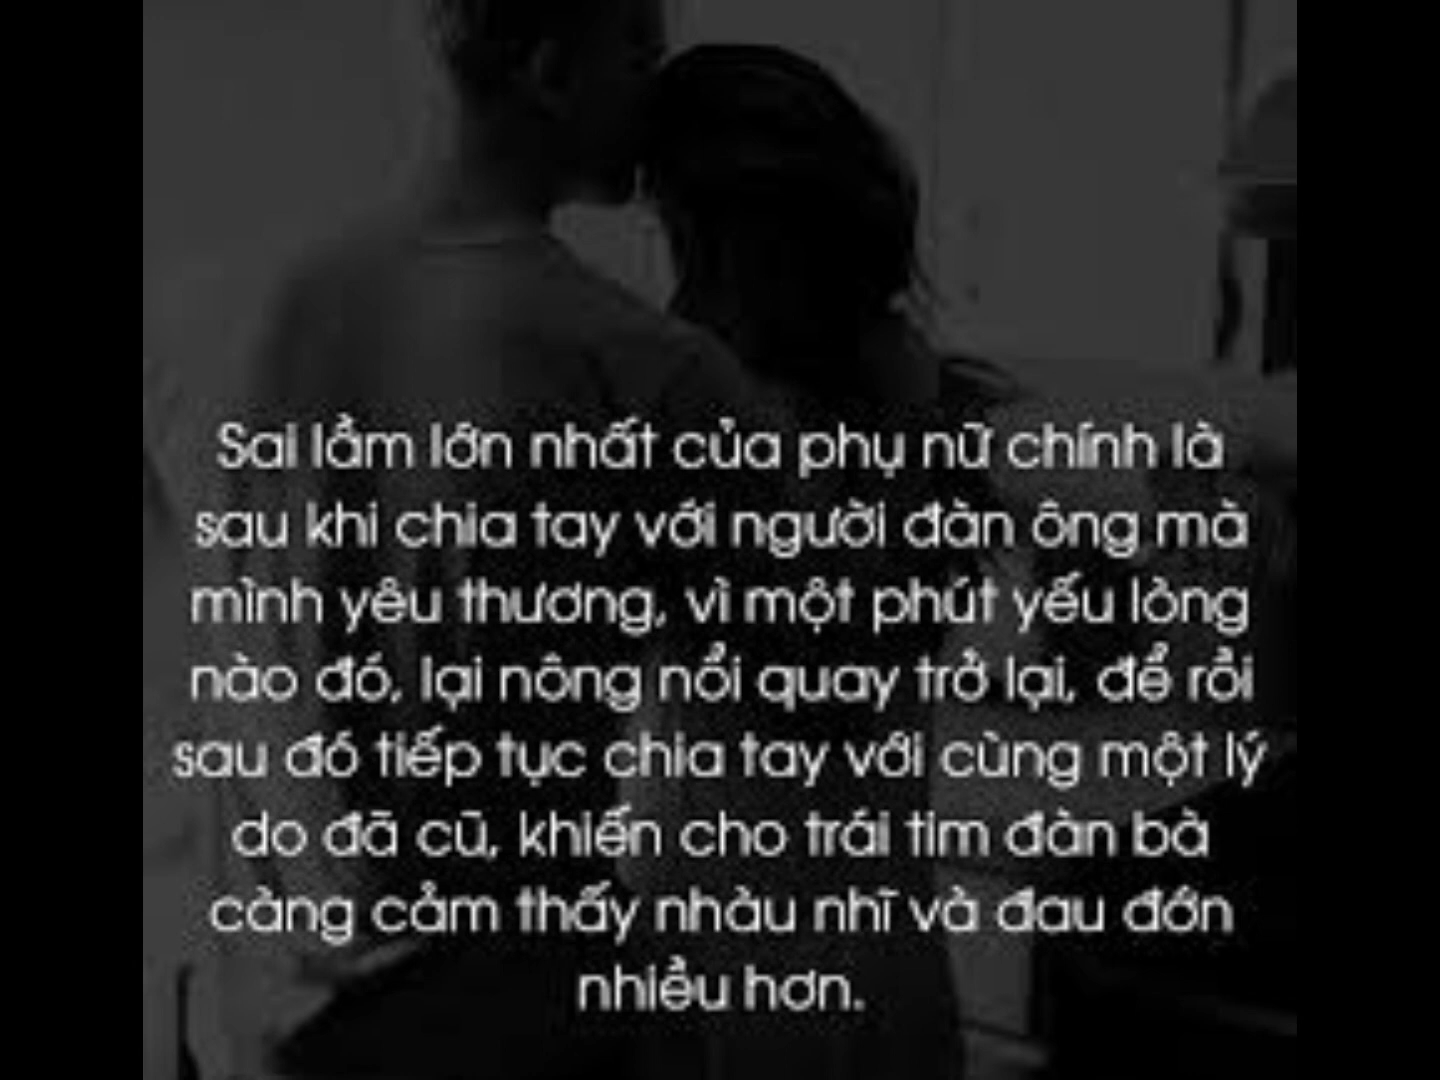 Sai lầm lớn nhất của phụ nữ chính là
sau khi chia tay với người đàn ông mà
mình yêu thương, vì một phút yếu lòng
nào đó, lại nông nổi quay trở lại, để rồi
sau đó tiếp tục chia tay với cùng một lý
do đã cũ, khiến cho trái tim đàn bà
càng cảm thấy nhàu nhĩ và đau đớn
nhiều hơn.